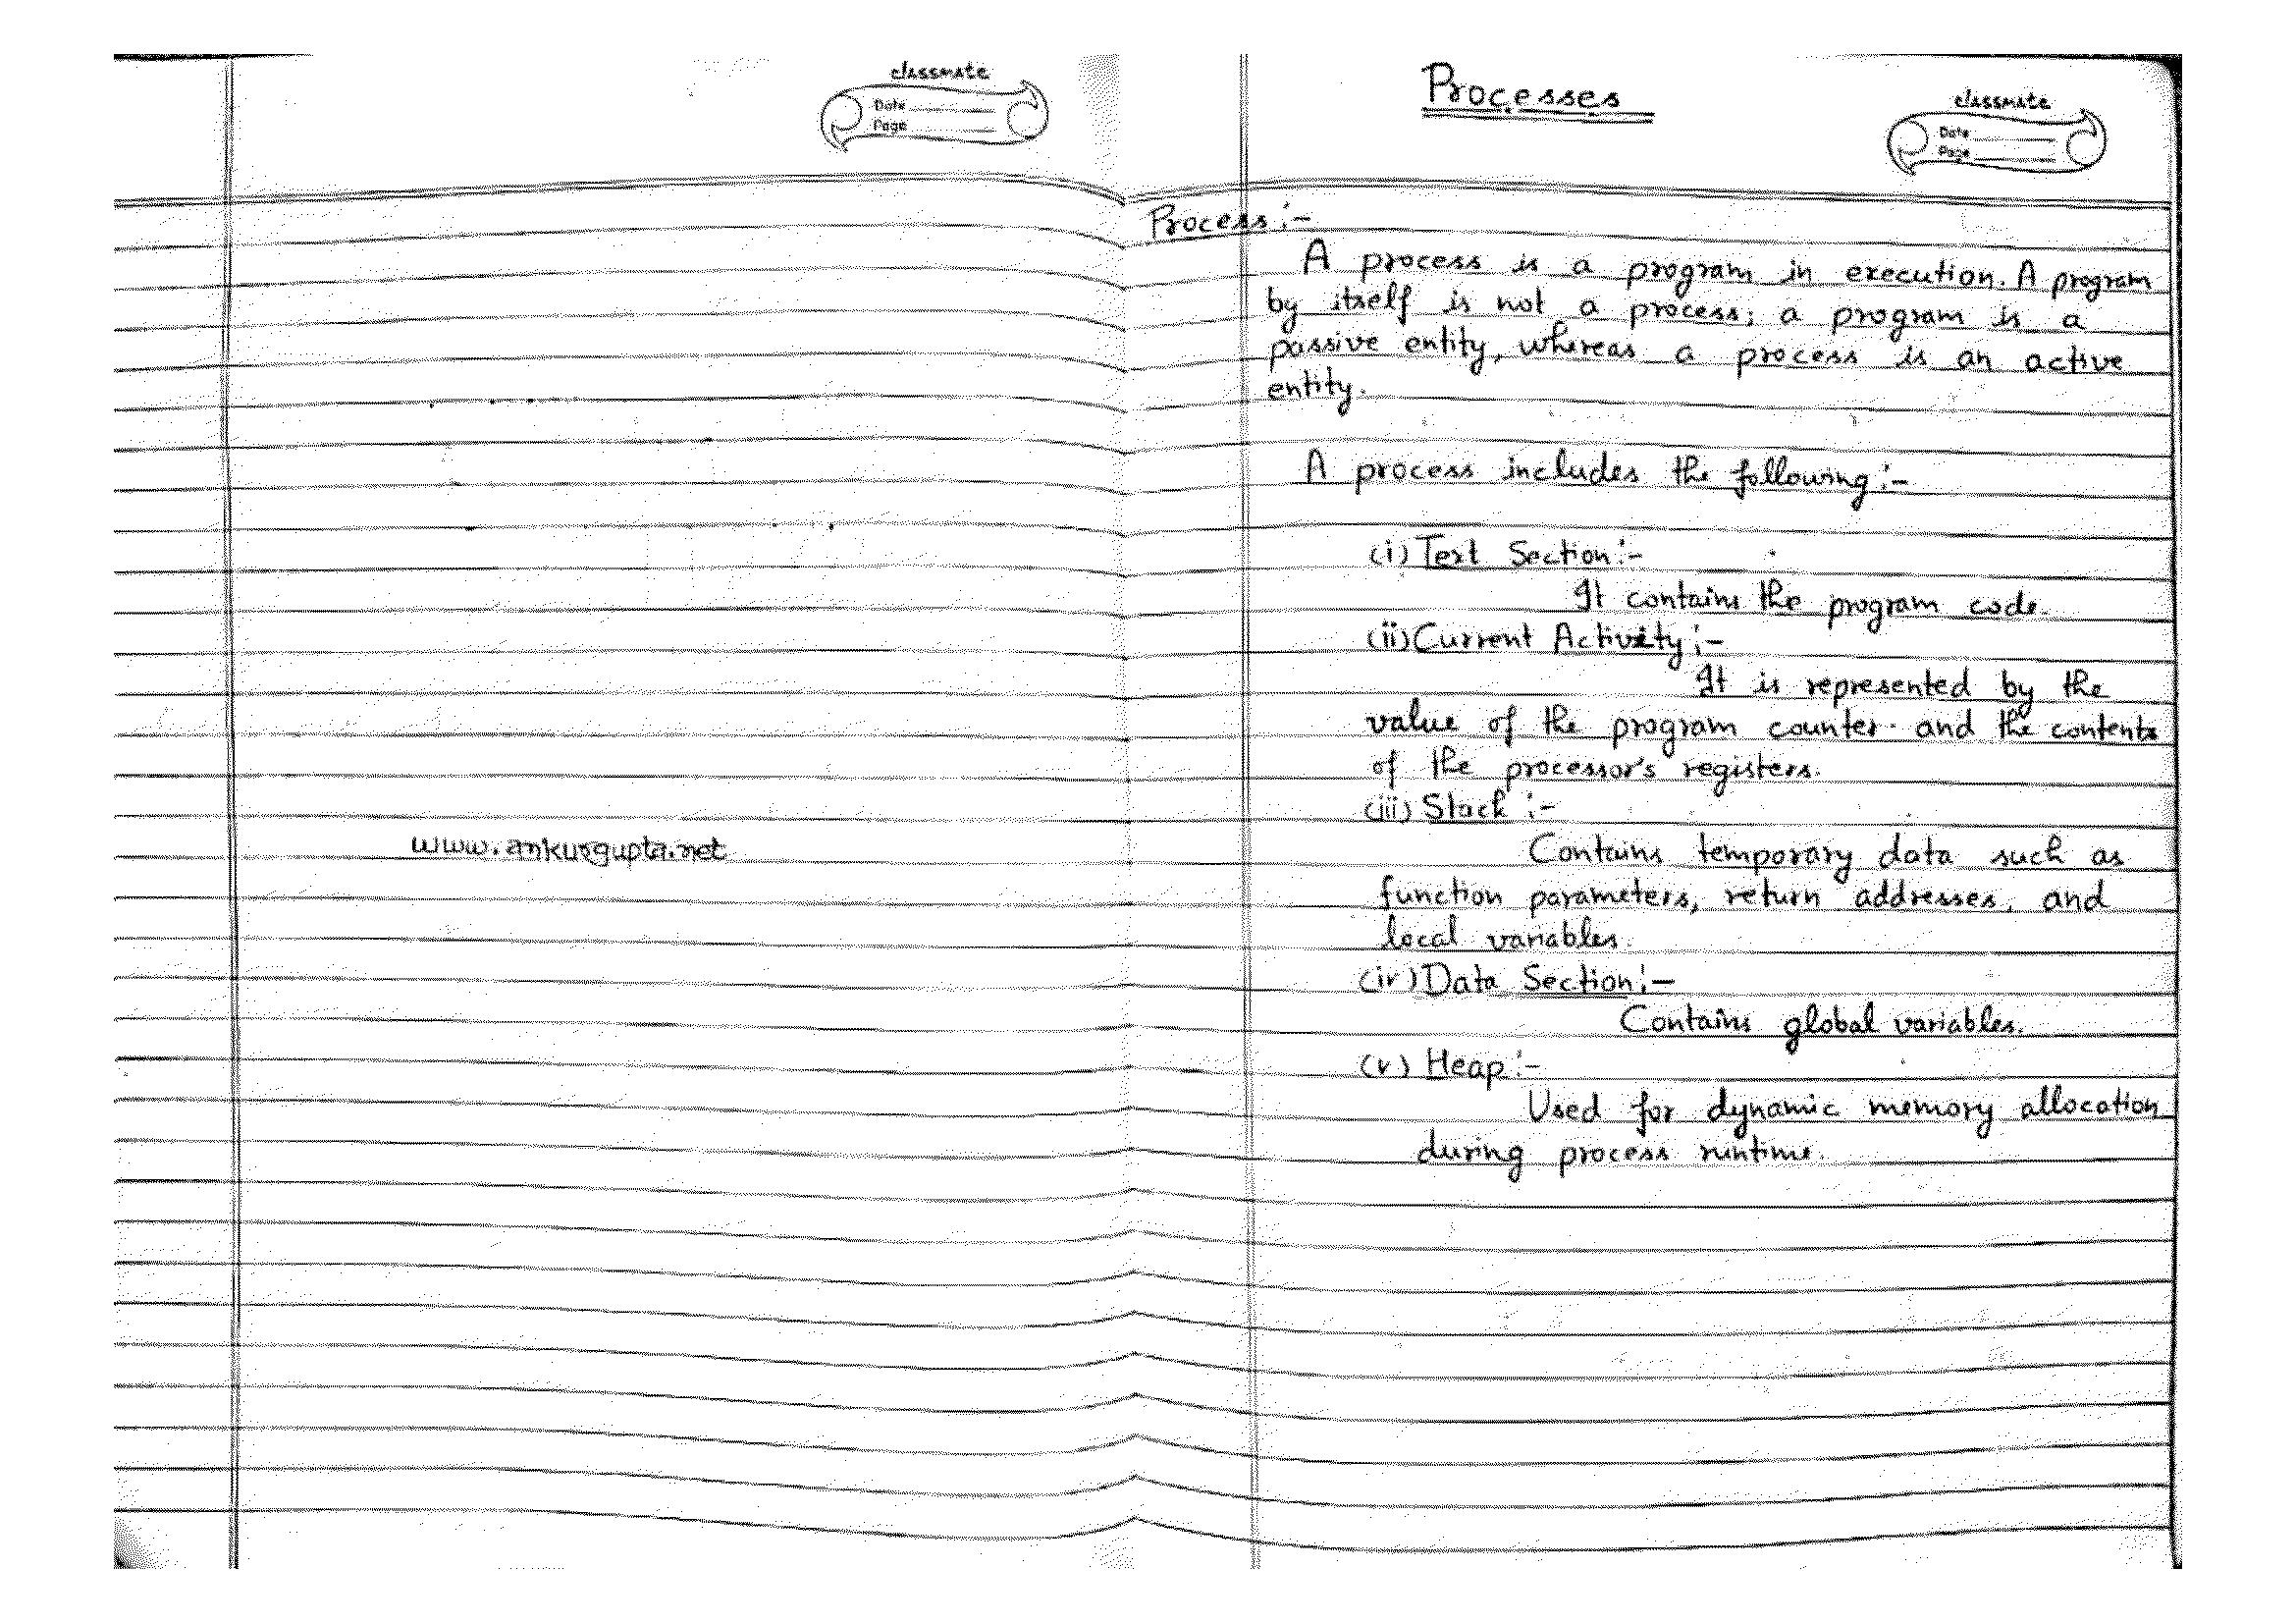 classmate
Date
Page
www.ankurgupta.net
Processes
classmate
Date
Page
Process :-
A process is a program in execution. A program
by itself is not a process; a program is a
passive entity, whereas a process is an active
entity.
A process includes the following :-
(i) Text Section :-
It contains the program code.
(ii) Current Activity :-
It is represented by the
value of the program counter and the contents
of the processor's registers.
(iii) Stack :-
Contains temporary data such as
function parameters, return addresses, and
local variables.
(iv) Data Section :-
Contains global variables.
(v) Heap :-
Used for dynamic memory allocation
during process runtime.